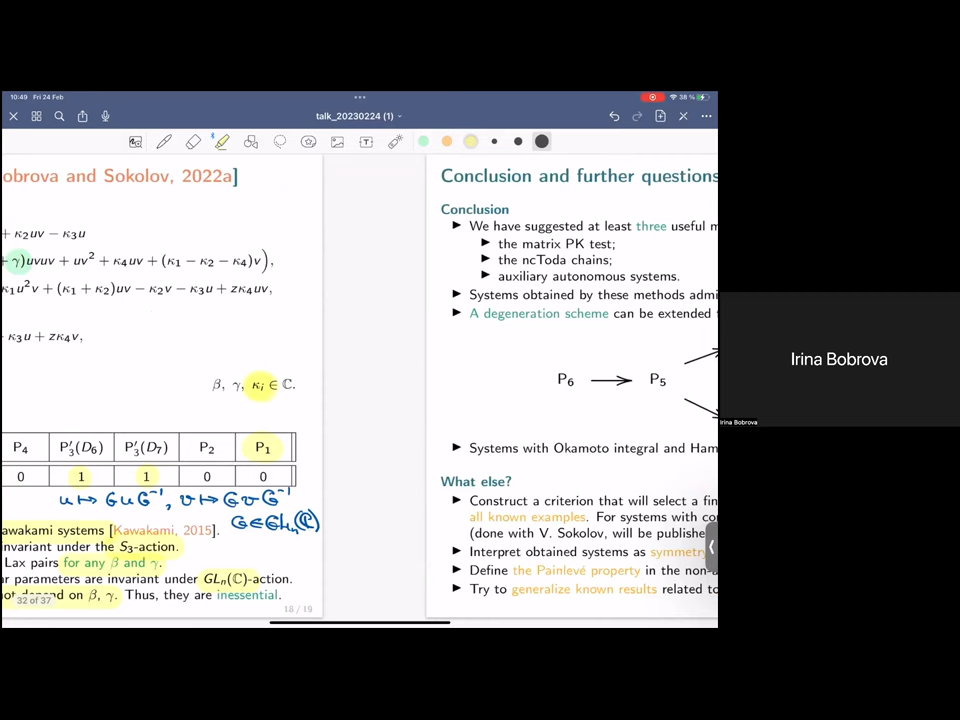 10:49 Fri 24 Feb
38 %
talk_20230224 (1)
obrova and Sokolov, 2022a]
+ κ₂uv − κ₃u
+ γ)uvuv + uv² + κ₄uv + (κ₁ − κ₂ − κ₄)v),
κ₁u²v + (κ₁ + κ₂)uv − κ₂v − κ₃u + zκ₄uv,
κ₃u + zκ₄v,
β, γ, κᵢ ∈ ℂ.
P₄ P₃′(D₆) P₃′(D₇) P₂ P₁
0 1 1 0 0
u ↦ GuG⁻¹, v ↦ GvG⁻¹
G ∈ GLₙ(ℂ)
awakami systems [Kawakami, 2015].
nvariant under the S₃-action.
Lax pairs for any β and γ.
ar parameters are invariant under GLₙ(ℂ)-action.
ot depend on β, γ. Thus, they are inessential.
32 of 37
18 / 19
Conclusion and further questions
Conclusion
▶ We have suggested at least three useful m
▶ the matrix PK test;
▶ the ncToda chains;
▶ auxiliary autonomous systems.
▶ Systems obtained by these methods admi
▶ A degeneration scheme can be extended
P₆ ⟶ P₅
▶ Systems with Okamoto integral and Ham
What else?
▶ Construct a criterion that will select a fin
all known examples. For systems with co
(done with V. Sokolov, will be publishe
▶ Interpret obtained systems as symmetry
▶ Define the Painlevé property in the non-a
▶ Try to generalize known results related to
Irina Bobrova
Irina Bobrova